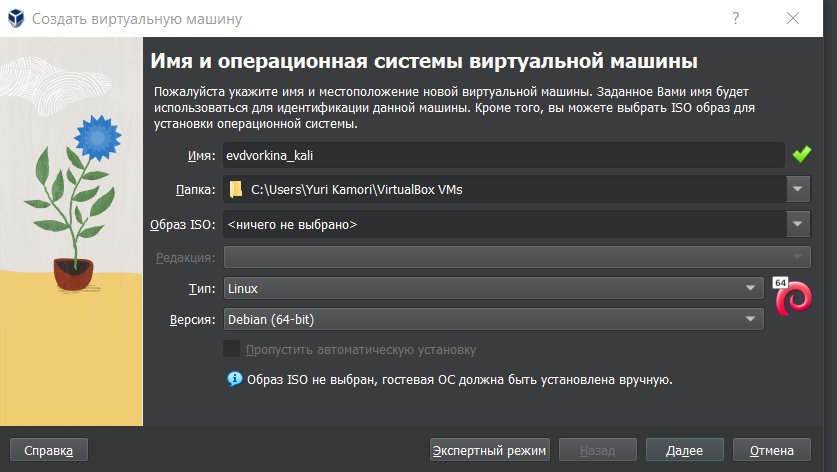 Создать виртуальную машину
?
Имя и операционная системы виртуальной машины
Пожалуйста укажите имя и местоположение новой виртуальной машины. Заданное Вами имя будет
использоваться для идентификации данной машины. Кроме того, вы можете выбрать ISO образ для
установки операционной системы.
Имя: evdvorkina_kali
Папка: C:\Users\Yuri Kamori\VirtualBox VMs
Образ ISO: <ничего не выбрано>
Редакция:
Тип: Linux
64
Версия: Debian (64-bit)
Пропустить автоматическую установку
Образ ISO не выбран, гостевая ОС должна быть установлена вручную.
Справка Экспертный режим Назад Далее Отмена